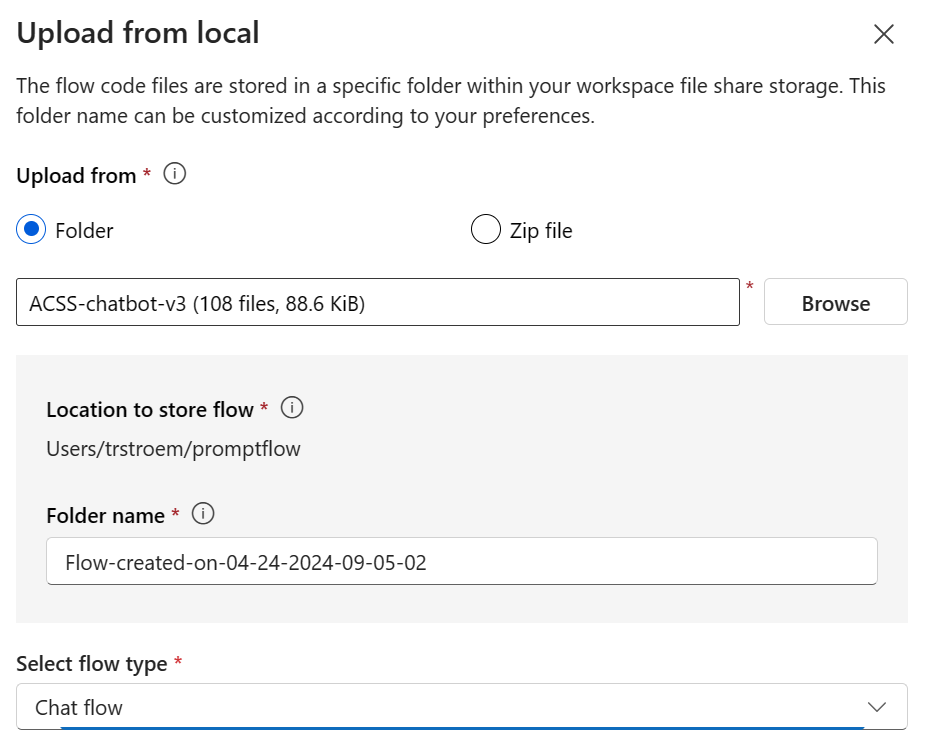 Upload from local
The flow code files are stored in a specific folder within your workspace file share storage. This
folder name can be customized according to your preferences.
Upload from *
Folder
Zip file
ACSS-chatbot-v3 (108 files, 88.6 KiB)
*
Browse
Location to store flow *
Users/trstroem/promptflow
Folder name *
Flow-created-on-04-24-2024-09-05-02
Select flow type *
Chat flow